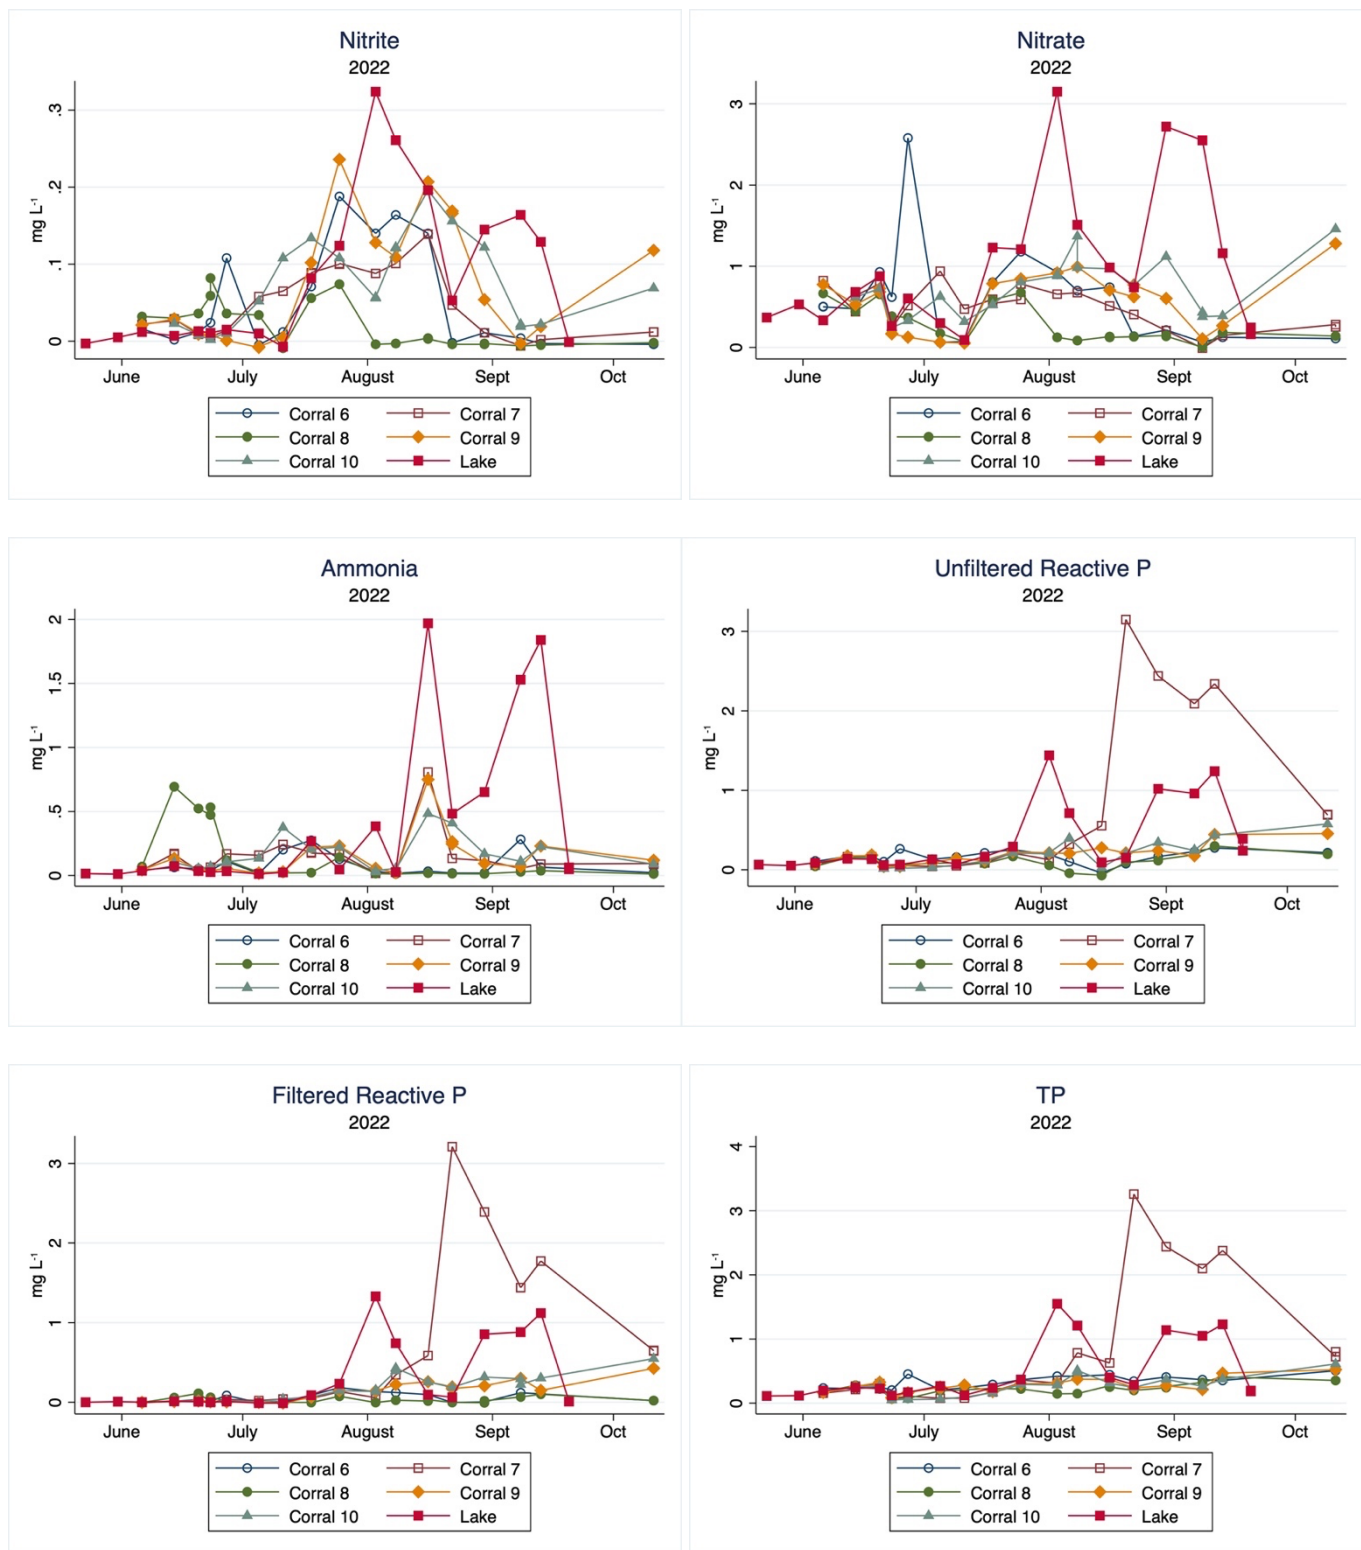 Nitrite
2022
mg L-1
0 .1 .2 .3
June July August Sept Oct
Corral 6 Corral 7
Corral 8 Corral 9
Corral 10 Lake
Nitrate
2022
mg L-1
0 1 2 3
June July August Sept Oct
Corral 6 Corral 7
Corral 8 Corral 9
Corral 10 Lake
Ammonia
2022
mg L-1
0 .5 1 1.5 2
June July August Sept Oct
Corral 6 Corral 7
Corral 8 Corral 9
Corral 10 Lake
Unfiltered Reactive P
2022
mg L-1
0 1 2 3
June July August Sept Oct
Corral 6 Corral 7
Corral 8 Corral 9
Corral 10 Lake
Filtered Reactive P
2022
mg L-1
0 1 2 3
June July August Sept Oct
Corral 6 Corral 7
Corral 8 Corral 9
Corral 10 Lake
TP
2022
mg L-1
0 1 2 3 4
June July August Sept Oct
Corral 6 Corral 7
Corral 8 Corral 9
Corral 10 Lake